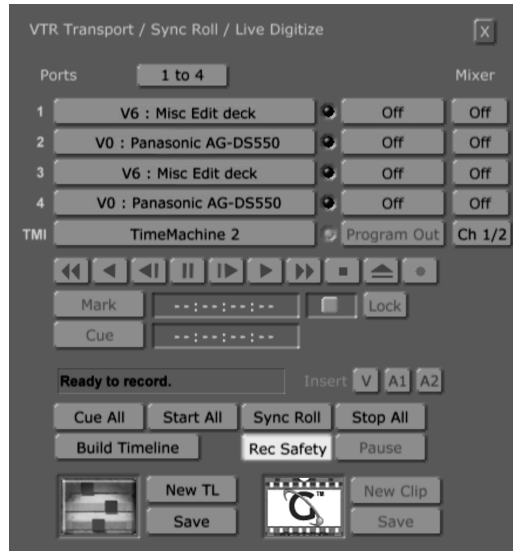 VTR Transport / Sync Roll / Live Digitize X
Ports 1 to 4 Mixer
1 V6 : Misc Edit deck Off Off
2 V0 : Panasonic AG-DS550 Off Off
3 V6 : Misc Edit deck Off Off
4 V0 : Panasonic AG-DS550 Off Off
TMI TimeMachine 2 Program Out Ch 1/2
Mark --:--:--:-- Lock
Cue --:--:--:--
Ready to record. Insert V A1 A2
Cue All Start All Sync Roll Stop All
Build Timeline Rec Safety Pause
New TL G™ New Clip
Save Save